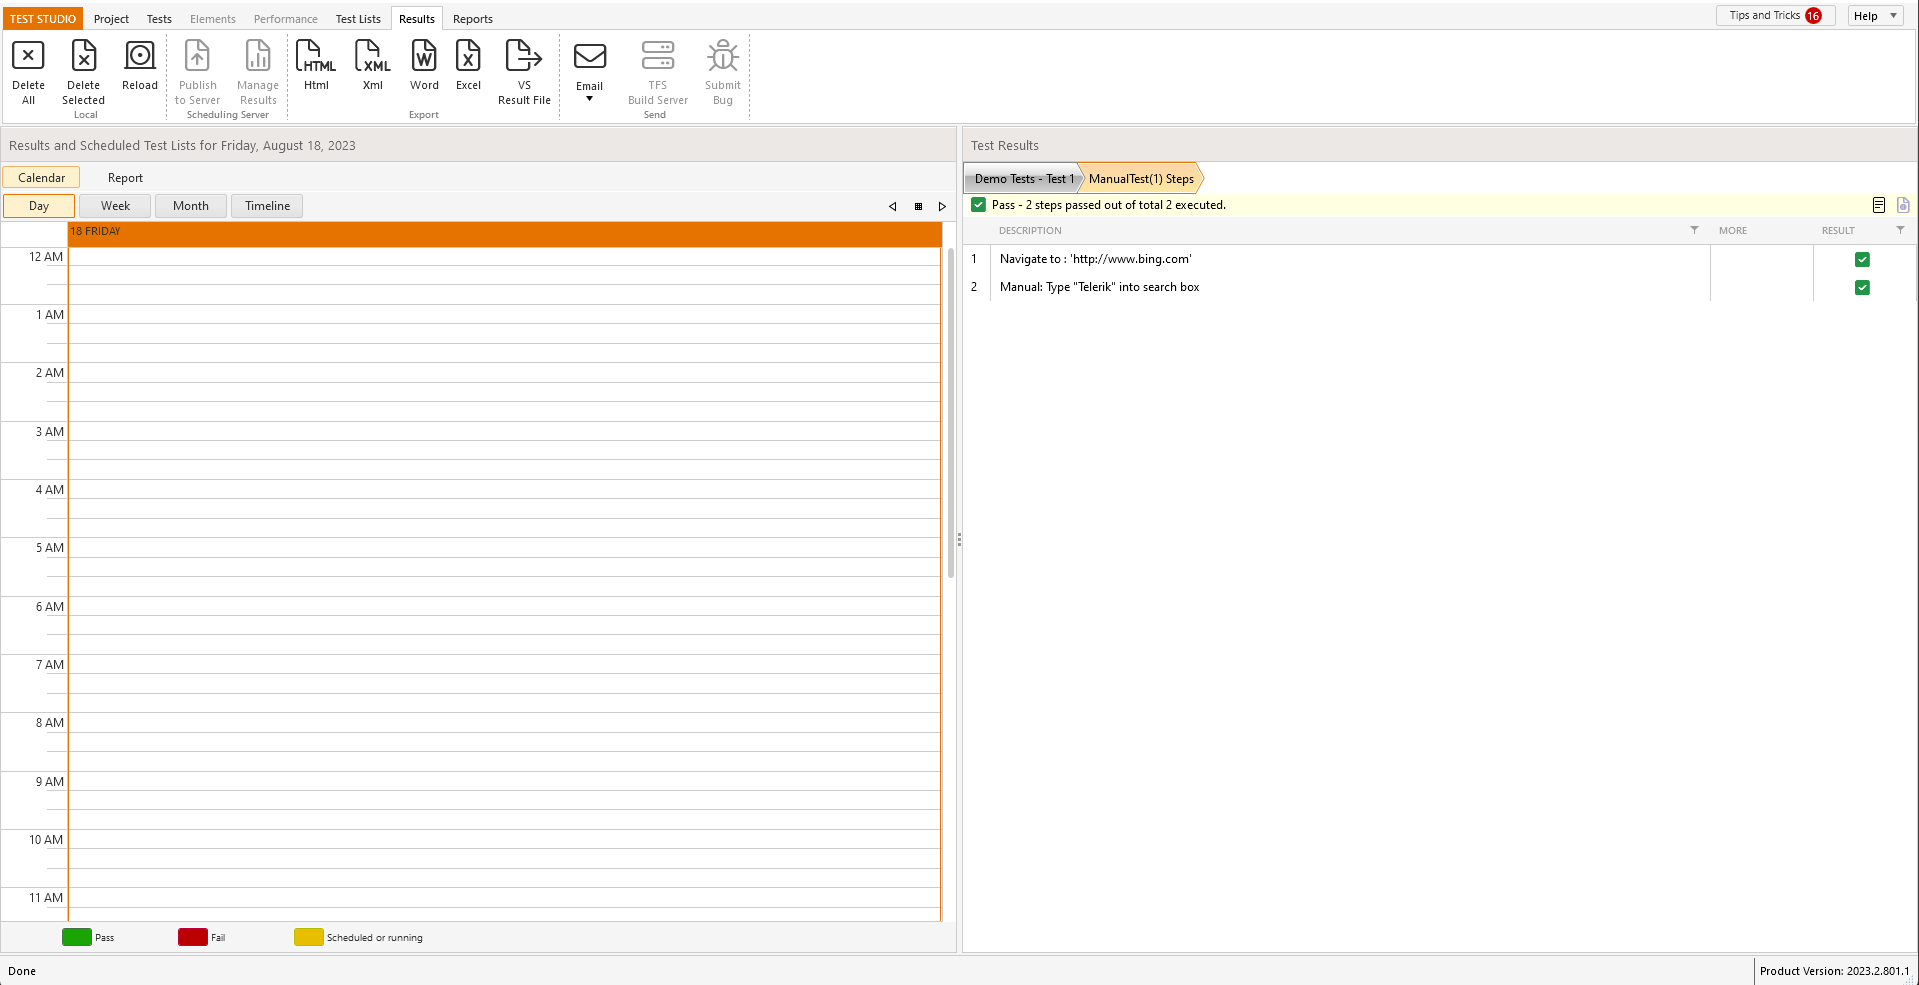 TEST STUDIO Project Tests Elements Performance Test Lists Results Reports Tips and Tricks 16 Help
HTML XML W X
Delete All Delete Selected Reload Publish to Server Manage Results Html Xml Word Excel VS Result File Email TFS Build Server Submit Bug
Local Scheduling Server Export Send
Results and Scheduled Test Lists for Friday, August 18, 2023
Calendar Report
Day Week Month Timeline
18 FRIDAY
12 AM
1 AM
2 AM
3 AM
4 AM
5 AM
6 AM
7 AM
8 AM
9 AM
10 AM
11 AM
Pass Fail Scheduled or running
Test Results
Demo Tests - Test 1 ManualTest(1) Steps
Pass - 2 steps passed out of total 2 executed.
DESCRIPTION MORE RESULT
1 Navigate to : 'http://www.bing.com'
2 Manual: Type "Telerik" into search box
Done Product Version: 2023.2.801.1